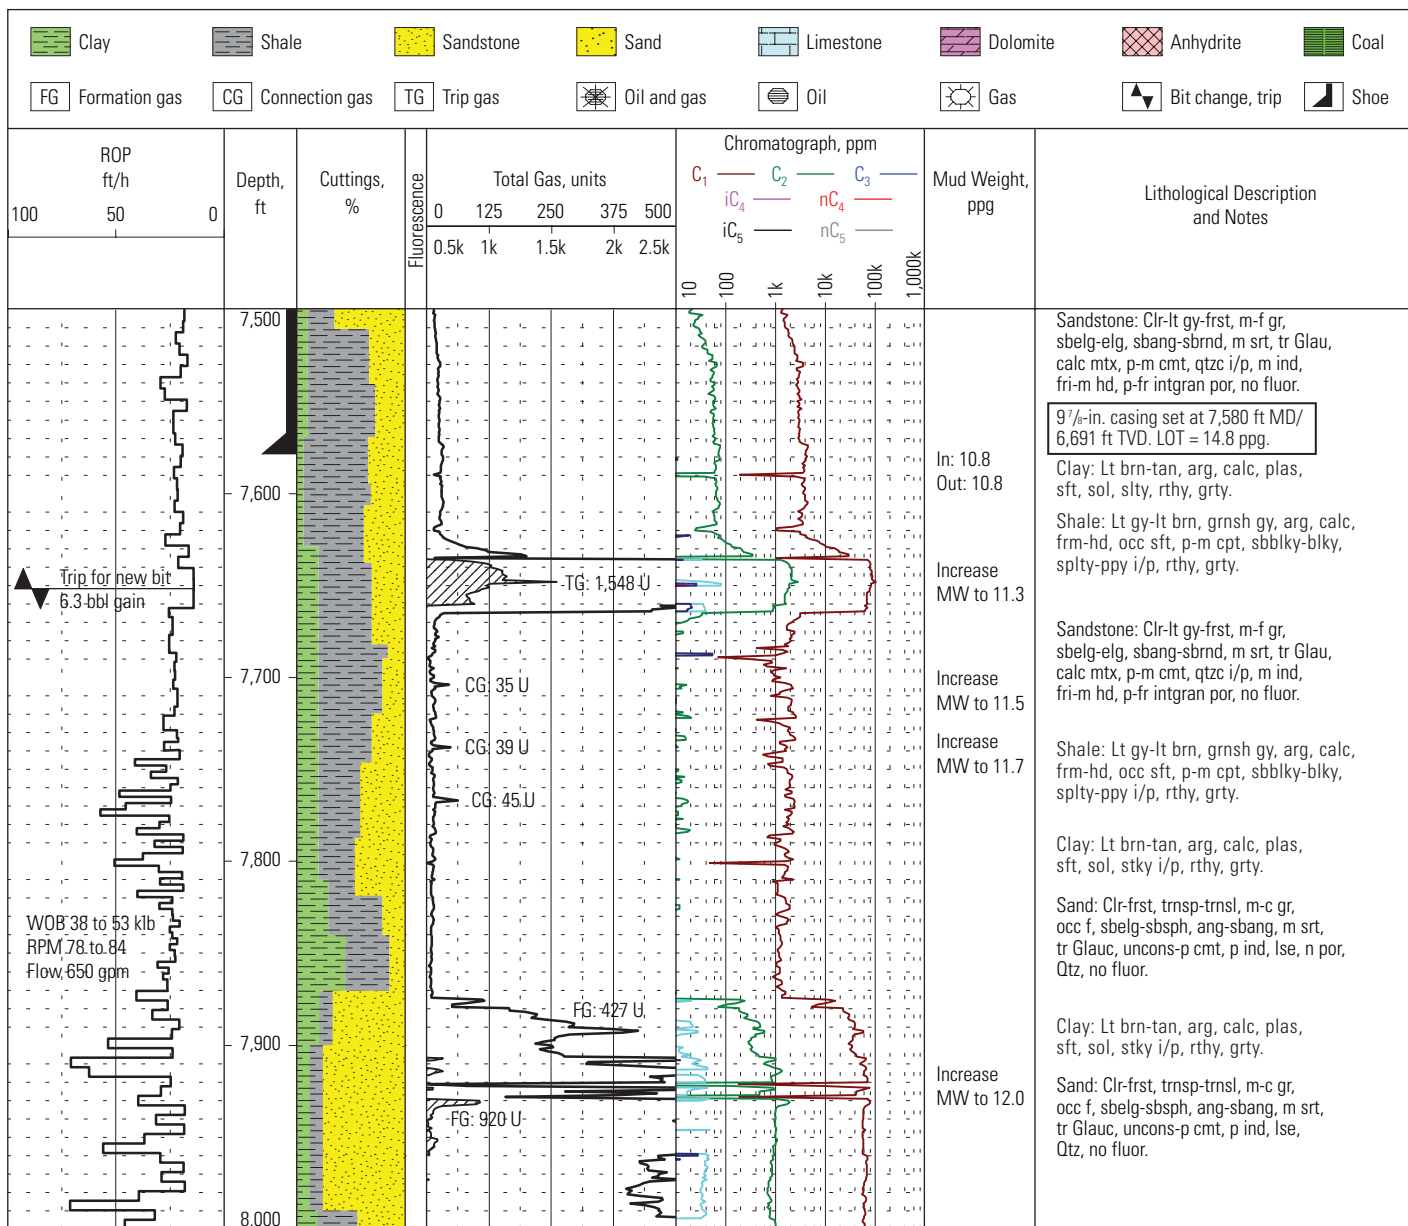 Clay
Shale
Sandstone
Sand
Limestone
Dolomite
Anhydrite
Coal
FG Formation gas
CG Connection gas
TG Trip gas
Oil and gas
Oil
Gas
Bit change, trip
Shoe
ROP
ft/h
100 50 0
Depth,
ft
Cuttings,
%
Fluorescence
Total Gas, units
0 125 250 375 500
0.5k 1k 1.5k 2k 2.5k
Chromatograph, ppm
C1 C2 C3
iC4 nC4
iC5 nC5
10 100 1k 10k 100k 1,000k
Mud Weight,
ppg
Lithological Description
and Notes
7,500
7,600
7,700
7,800
7,900
8,000
Trip for new bit
6.3 bbl gain
WOB 38 to 53 klb
RPM 78 to 84
Flow 650 gpm
TG: 1,548 U
CG: 35 U
CG: 39 U
CG: 45 U
FG: 427 U
FG: 920 U
In: 10.8
Out: 10.8
Increase
MW to 11.3
Increase
MW to 11.5
Increase
MW to 11.7
Increase
MW to 12.0
Sandstone: Clr-lt gy-frst, m-f gr,
sbelg-elg, sbang-sbrnd, m srt, tr Glau,
calc mtx, p-m cmt, qtzc i/p, m ind,
fri-m hd, p-fr intgran por, no fluor.
9 7/8-in. casing set at 7,580 ft MD/
6,691 ft TVD. LOT = 14.8 ppg.
Clay: Lt brn-tan, arg, calc, plas,
sft, sol, slty, rthy, grty.
Shale: Lt gy-lt brn, grnsh gy, arg, calc,
frm-hd, occ sft, p-m cpt, sbblky-blky,
splty-ppy i/p, rthy, grty.
Sandstone: Clr-lt gy-frst, m-f gr,
sbelg-elg, sbang-sbrnd, m srt, tr Glau,
calc mtx, p-m cmt, qtzc i/p, m ind,
fri-m hd, p-fr intgran por, no fluor.
Shale: Lt gy-lt brn, grnsh gy, arg, calc,
frm-hd, occ sft, p-m cpt, sbblky-blky,
splty-ppy i/p, rthy, grty.
Clay: Lt brn-tan, arg, calc, plas,
sft, sol, stky i/p, rthy, grty.
Sand: Clr-frst, trnsp-trnsl, m-c gr,
occ f, sbelg-sbsph, ang-sbang, m srt,
tr Glauc, uncons-p cmt, p ind, lse, n por,
Qtz, no fluor.
Clay: Lt brn-tan, arg, calc, plas,
sft, sol, stky i/p, rthy, grty.
Sand: Clr-frst, trnsp-trnsl, m-c gr,
occ f, sbelg-sbsph, ang-sbang, m srt,
tr Glauc, uncons-p cmt, p ind, lse,
Qtz, no fluor.